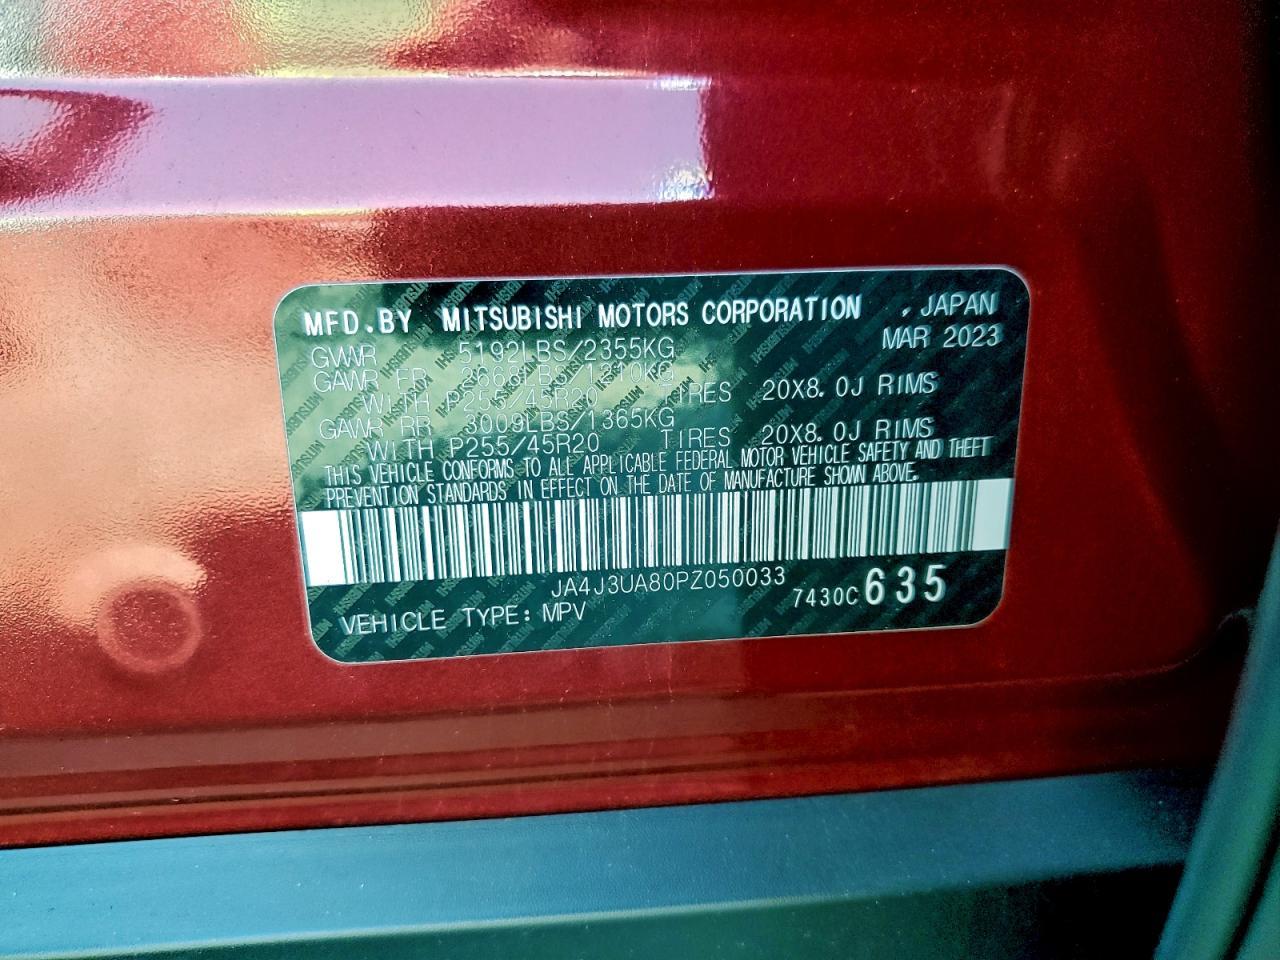 MFD.BY MITSUBISHI MOTORS CORPORATION , JAPAN
MAR 2023
GVWR 5192LBS/2355KG
GAWR FR 2668LBS/1210KG
WITH P255/45R20 TIRES 20X8.0J RIMS
GAWR RR 3009LBS/1365KG
WITH P255/45R20 TIRES 20X8.0J RIMS
THIS VEHICLE CONFORMS TO ALL APPLICABLE FEDERAL MOTOR VEHICLE SAFETY AND THEFT
PREVENTION STANDARDS IN EFFECT ON THE DATE OF MANUFACTURE SHOWN ABOVE.
JA4J3UA80PZ050033
7430C 635
VEHICLE TYPE: MPV